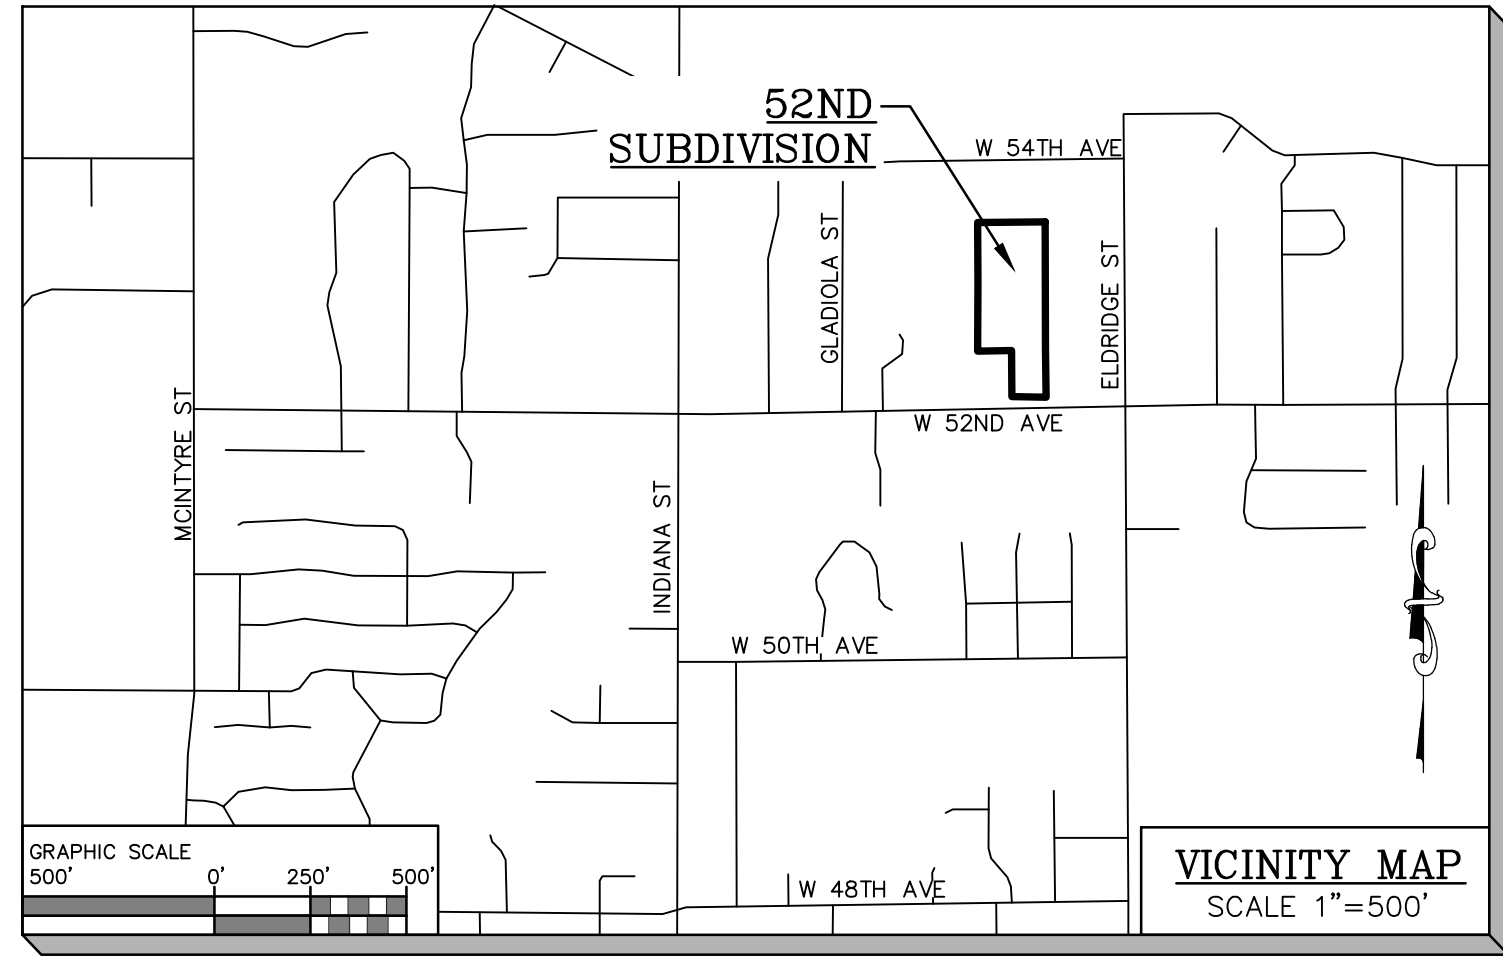 52ND
SUBDIVISION
W 54TH AVE
GLADIOLA ST
ELDRIDGE ST
MCINTYRE ST
W 52ND AVE
INDIANA ST
W 50TH AVE
W 48TH AVE
GRAPHIC SCALE
500' 0' 250' 500'
VICINITY MAP
SCALE 1"=500'